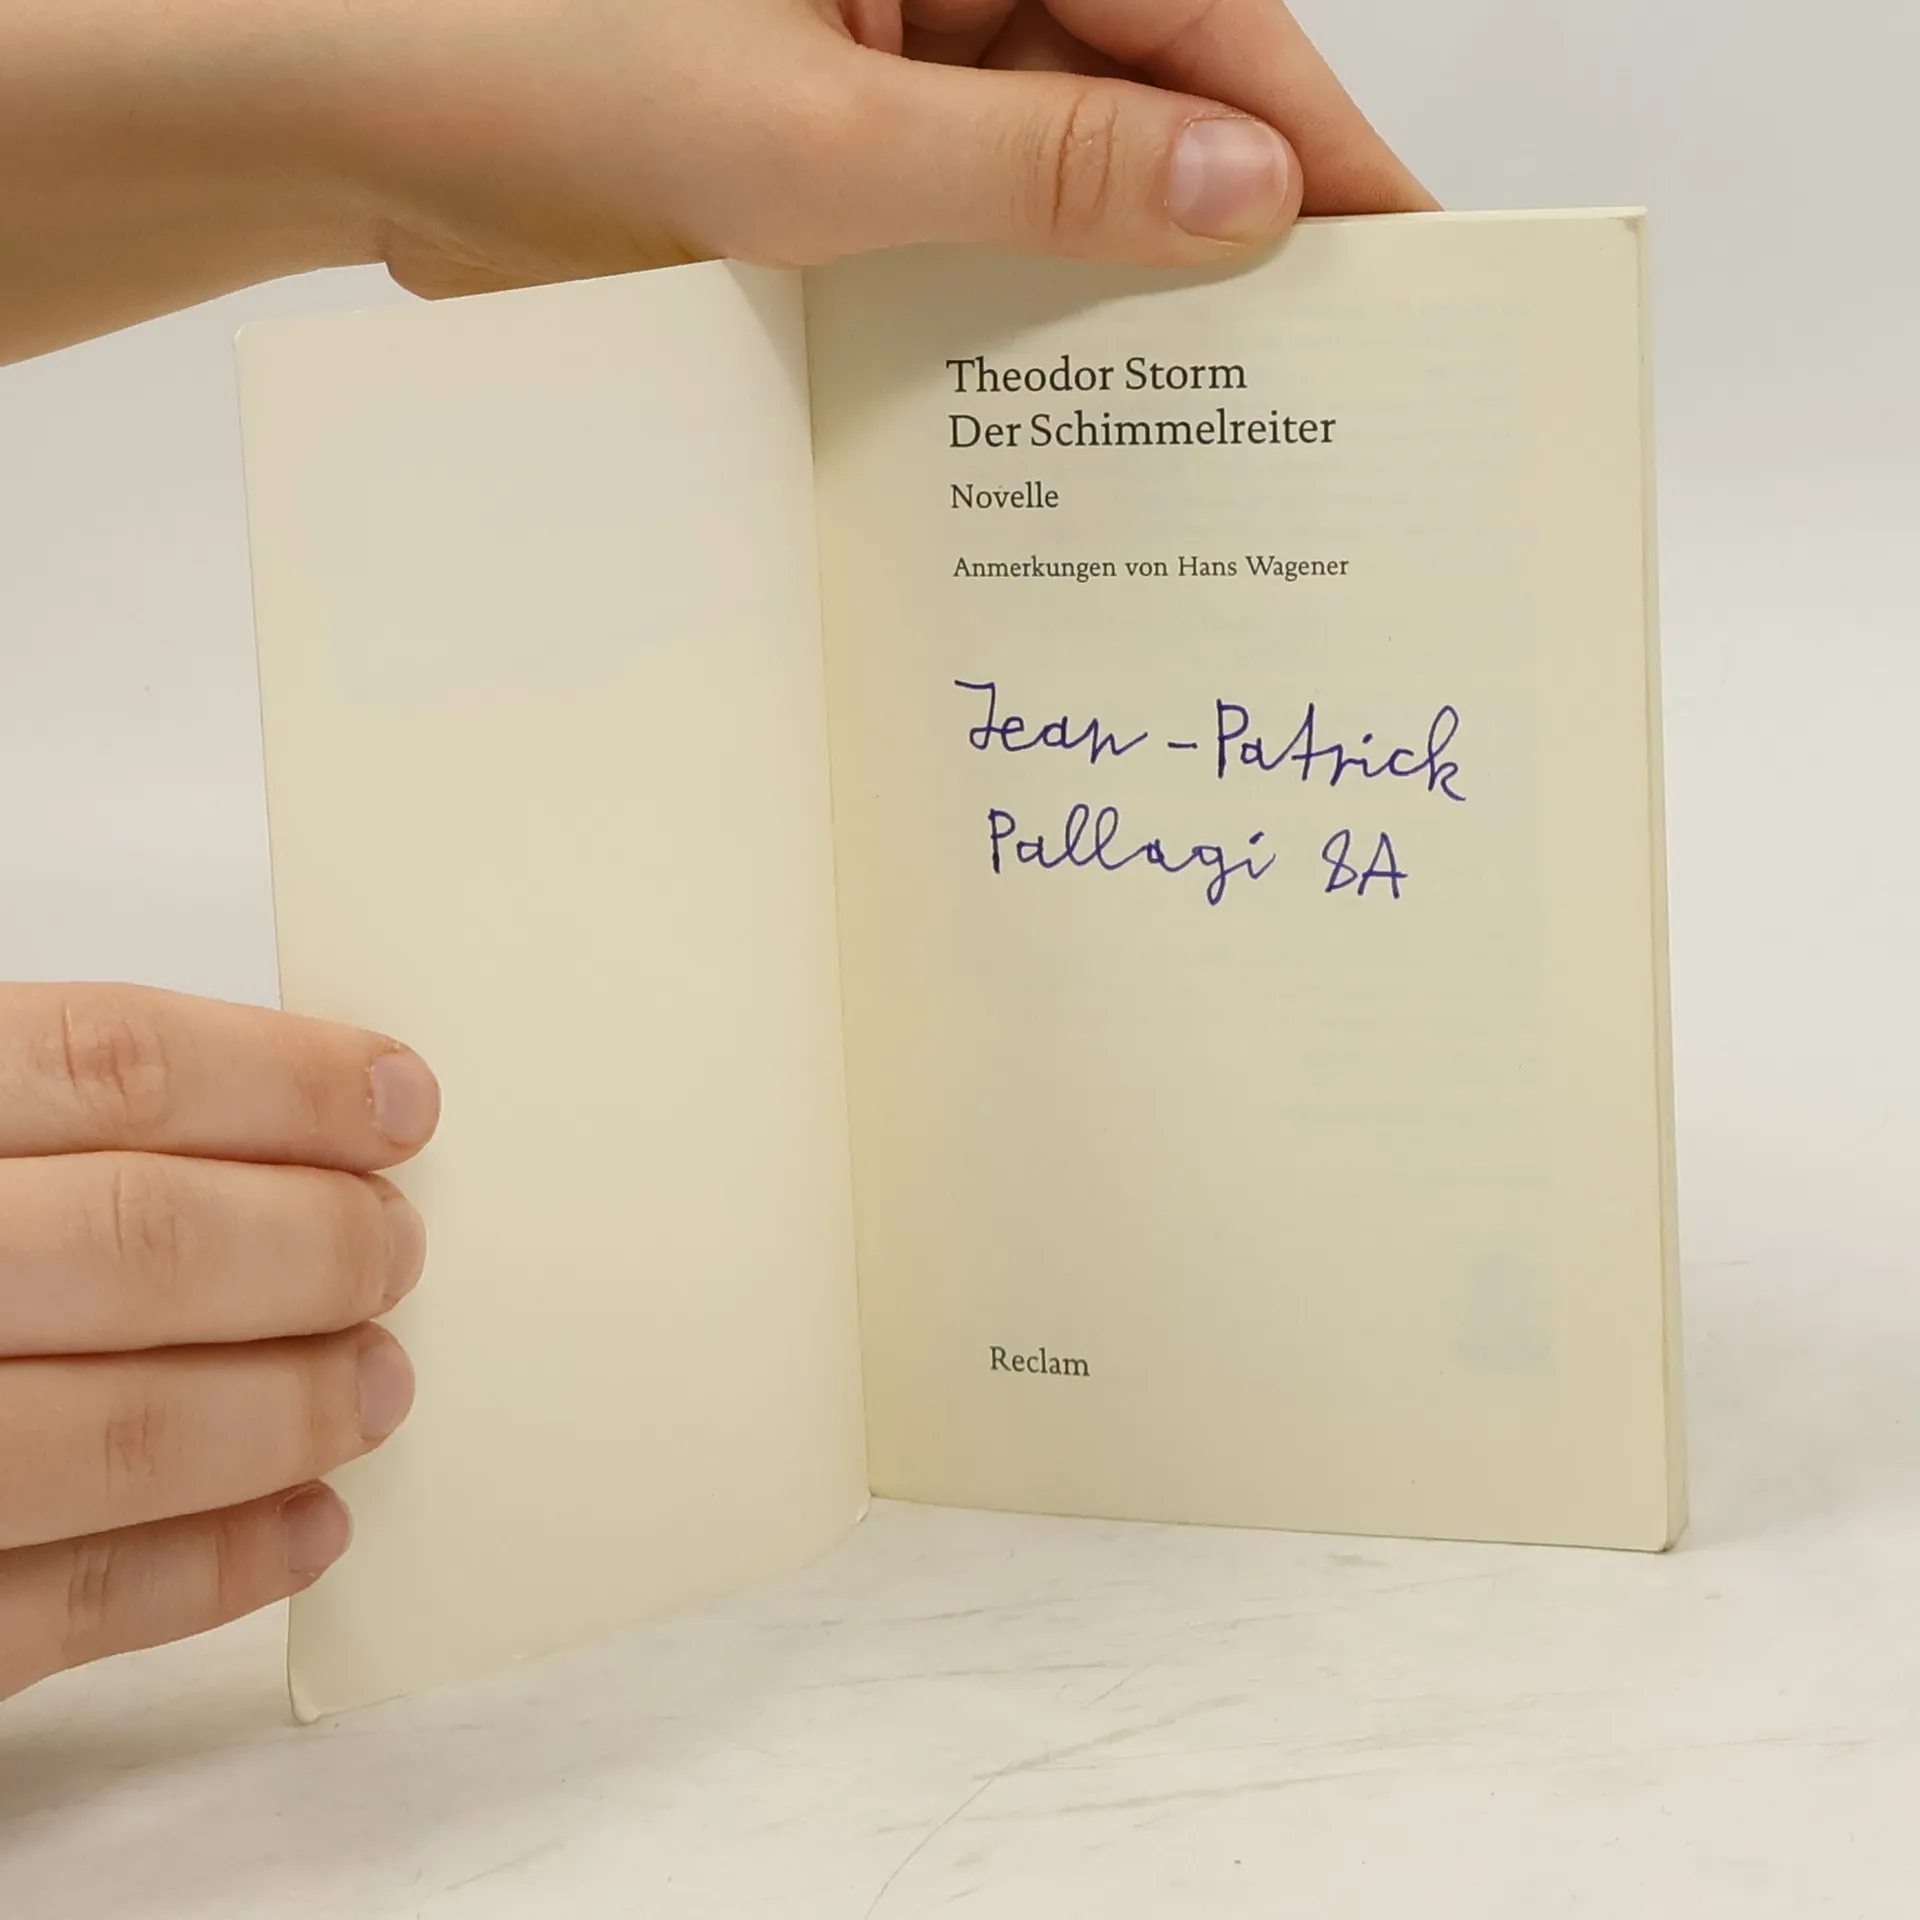 Theodor Storm
Der Schimmelreiter
Novelle
Anmerkungen von Hans Wagener
Jean - Patrick
Pallagi 8A
Reclam